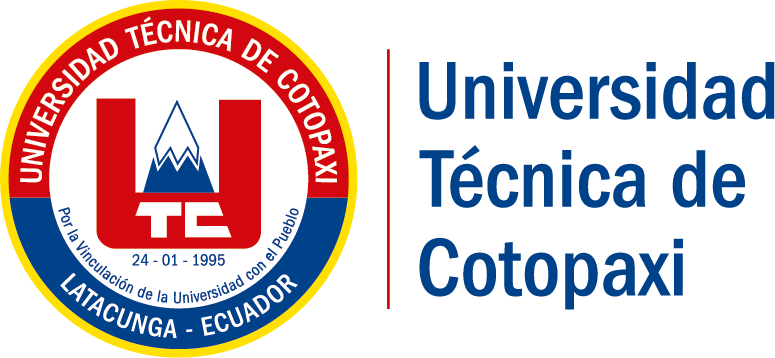 UNIVERSIDAD TÉCNICA DE COTOPAXI
TC
24 - 01 - 1995
Por la Vinculación de la Universidad con el Pueblo
LATACUNGA - ECUADOR
Universidad
Técnica de
Cotopaxi